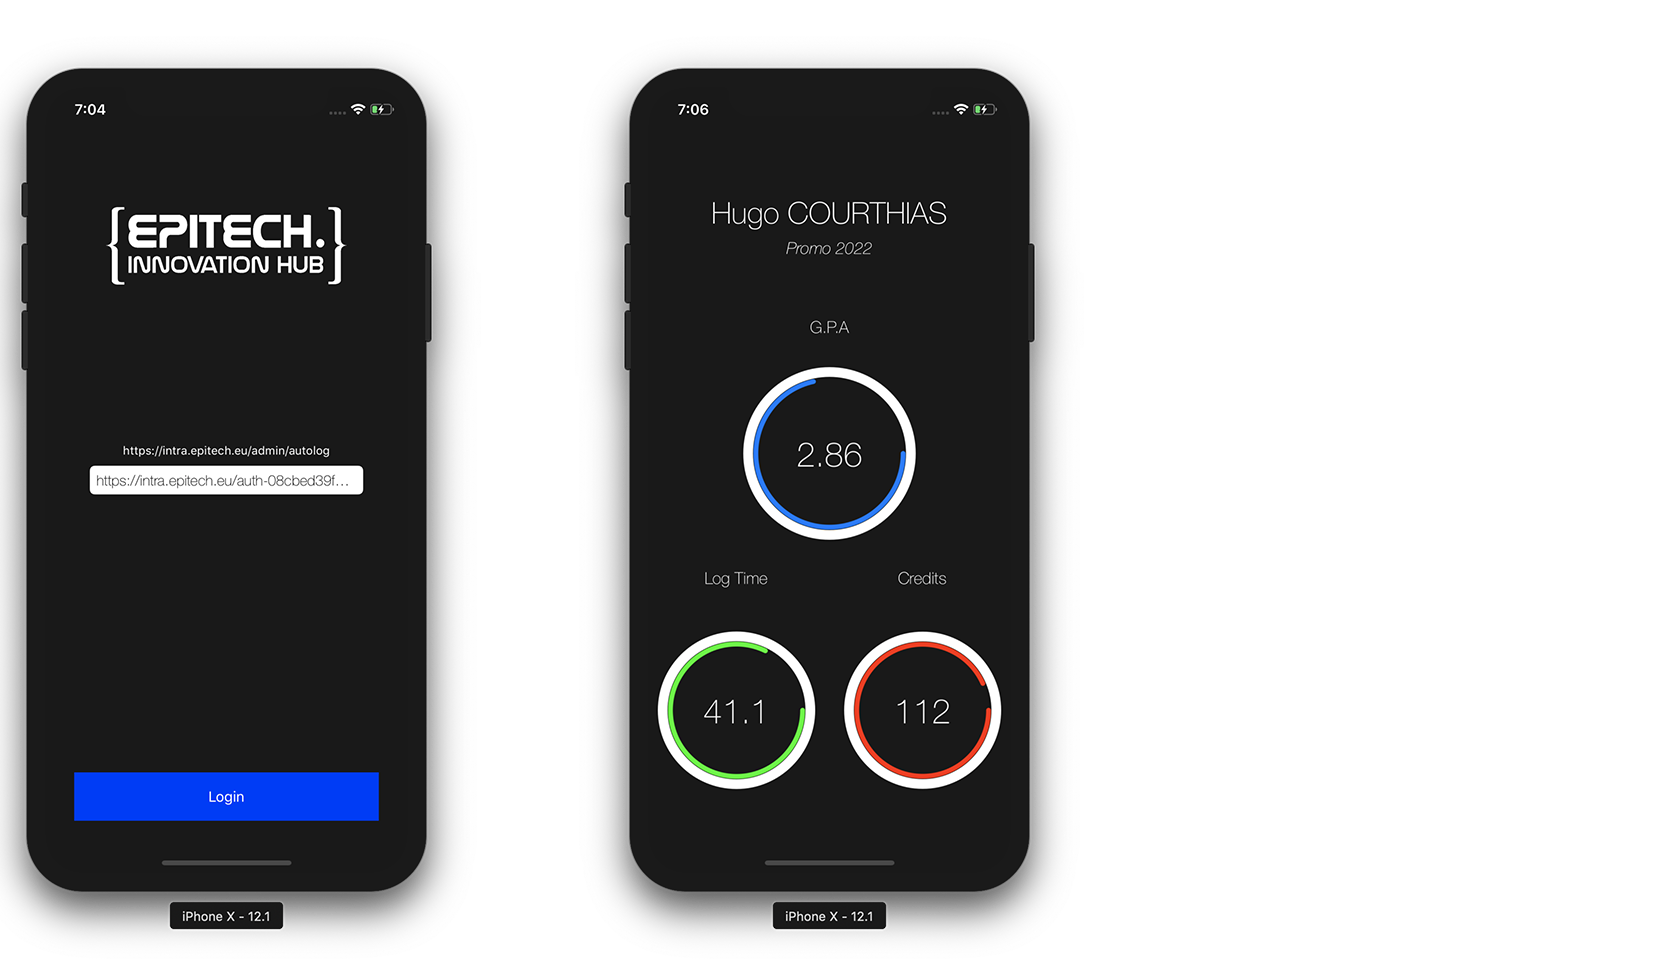 7:04
{EPITECH.}
INNOVATION HUB
https://intra.epitech.eu/admin/autolog
https://intra.epitech.eu/auth-08cbed39f...
Login
iPhone X - 12.1
7:06
Hugo COURTHIAS
Promo 2022
G.P.A
2.86
Log Time
Credits
41.1
112
iPhone X - 12.1